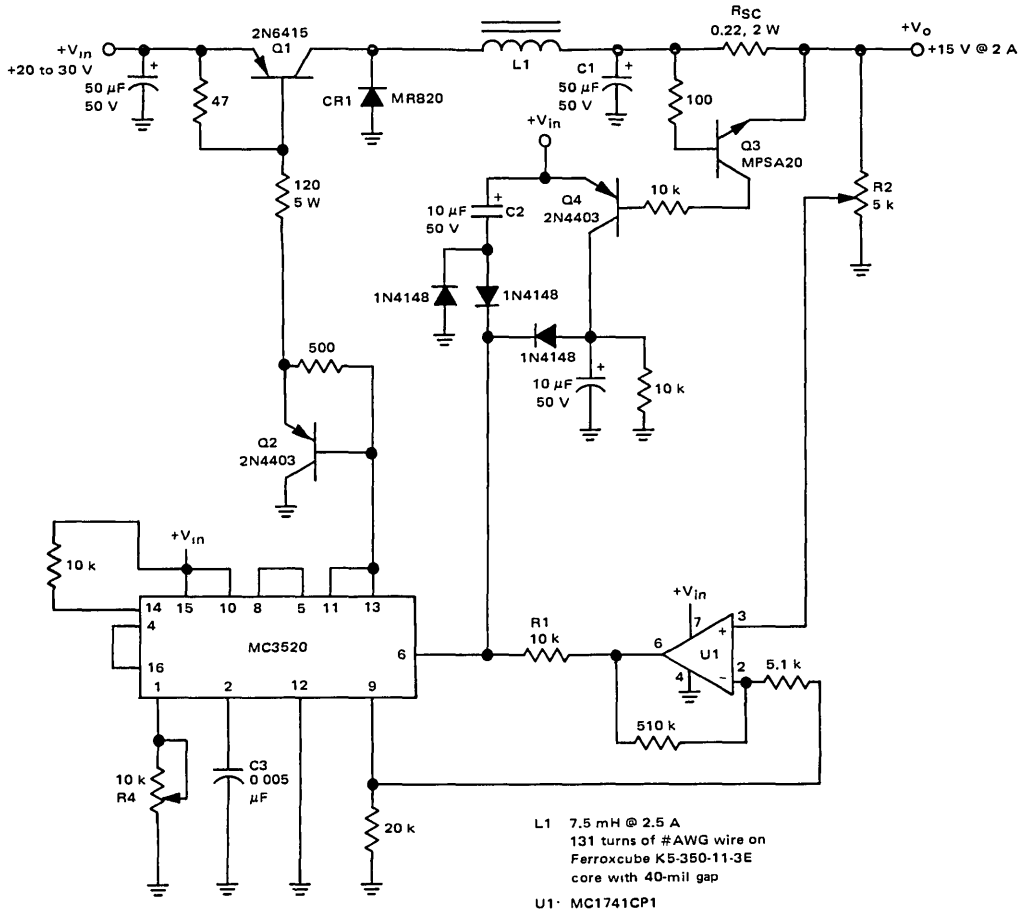 +Vin
+20 to 30 V
50 µF
50 V
+
47
2N6415
Q1
CR1
MR820
L1
C1
50 µF
50 V
+
RSC
0.22, 2 W
100
+Vo
+15 V @ 2 A
Q3
MPSA20
R2
5 k
+Vin
10 µF
50 V
+
C2
Q4
2N4403
10 k
1N4148
1N4148
1N4148
10 µF
50 V
+
10 k
120
5 W
500
Q2
2N4403
+Vin
10 k
14
15
10
8
5
11
13
4
16
MC3520
6
1
2
12
9
10 k
R4
C3
0 005
µF
20 k
R1
10 k
+Vin
7
6
U1
4
+
3
−
2
5.1 k
510 k
L1 7.5 mH @ 2.5 A
131 turns of #AWG wire on
Ferroxcube K5-350-11-3E
core with 40-mil gap
U1· MC1741CP1